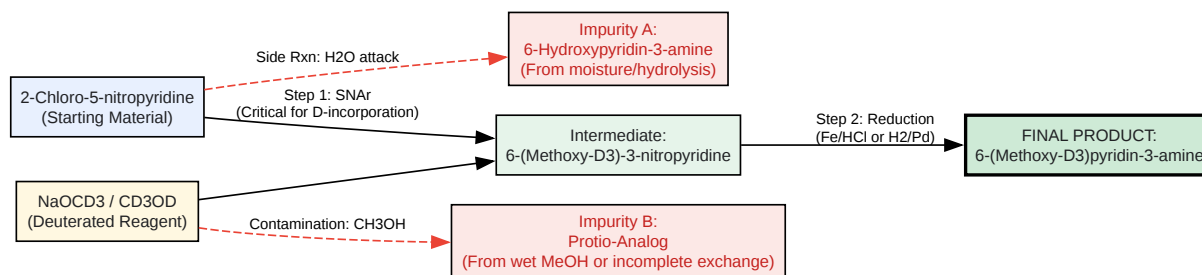 Impurity A:
6-Hydroxypyridin-3-amine
(From moisture/hydrolysis)
Side Rxn: H2O attack
2-Chloro-5-nitropyridine
(Starting Material)
Step 1: SNAr
(Critical for D-incorporation)
Intermediate:
6-(Methoxy-D3)-3-nitropyridine
Step 2: Reduction
(Fe/HCl or H2/Pd)
FINAL PRODUCT:
6-(Methoxy-D3)pyridin-3-amine
NaOCD3 / CD3OD
(Deuterated Reagent)
Contamination: CH3OH
Impurity B:
Protio-Analog
(From wet MeOH or incomplete exchange)